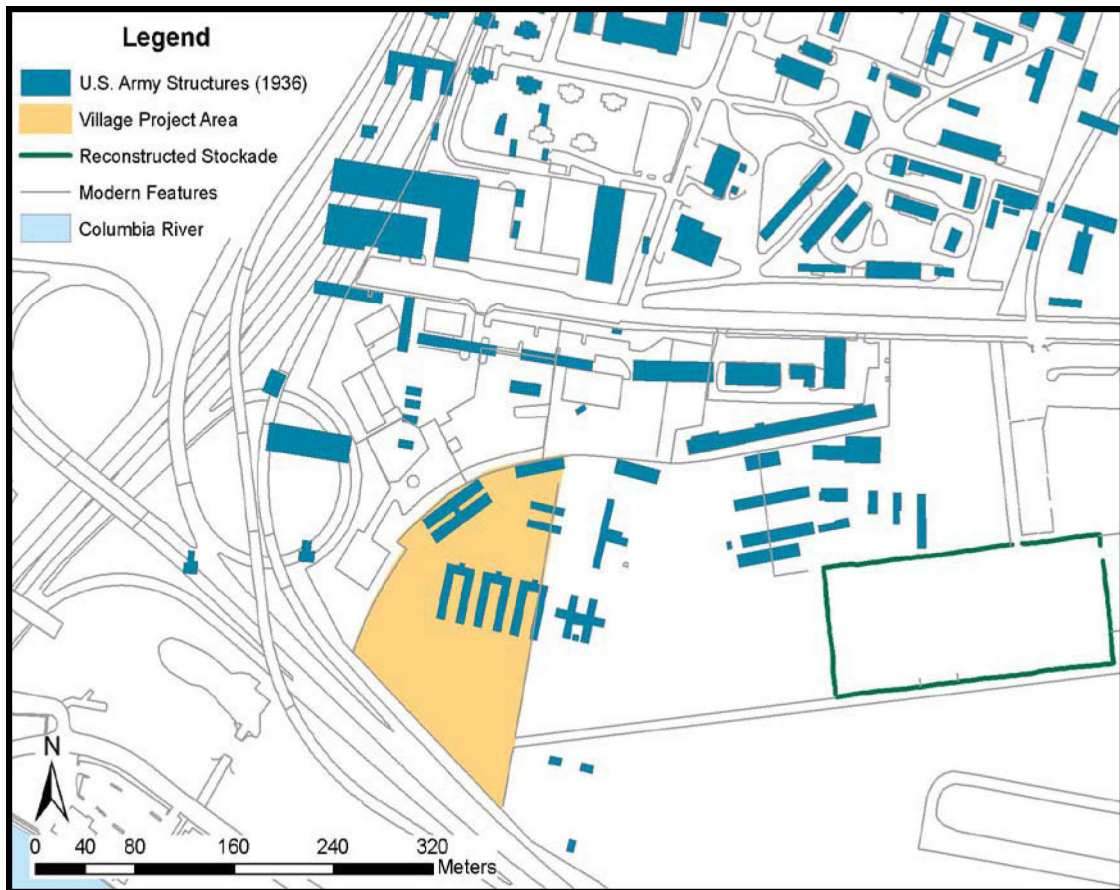 Legend
U.S. Army Structures (1936)
Village Project Area
Reconstructed Stockade
Modern Features
Columbia River
N
0 40 80 160 240 320
Meters